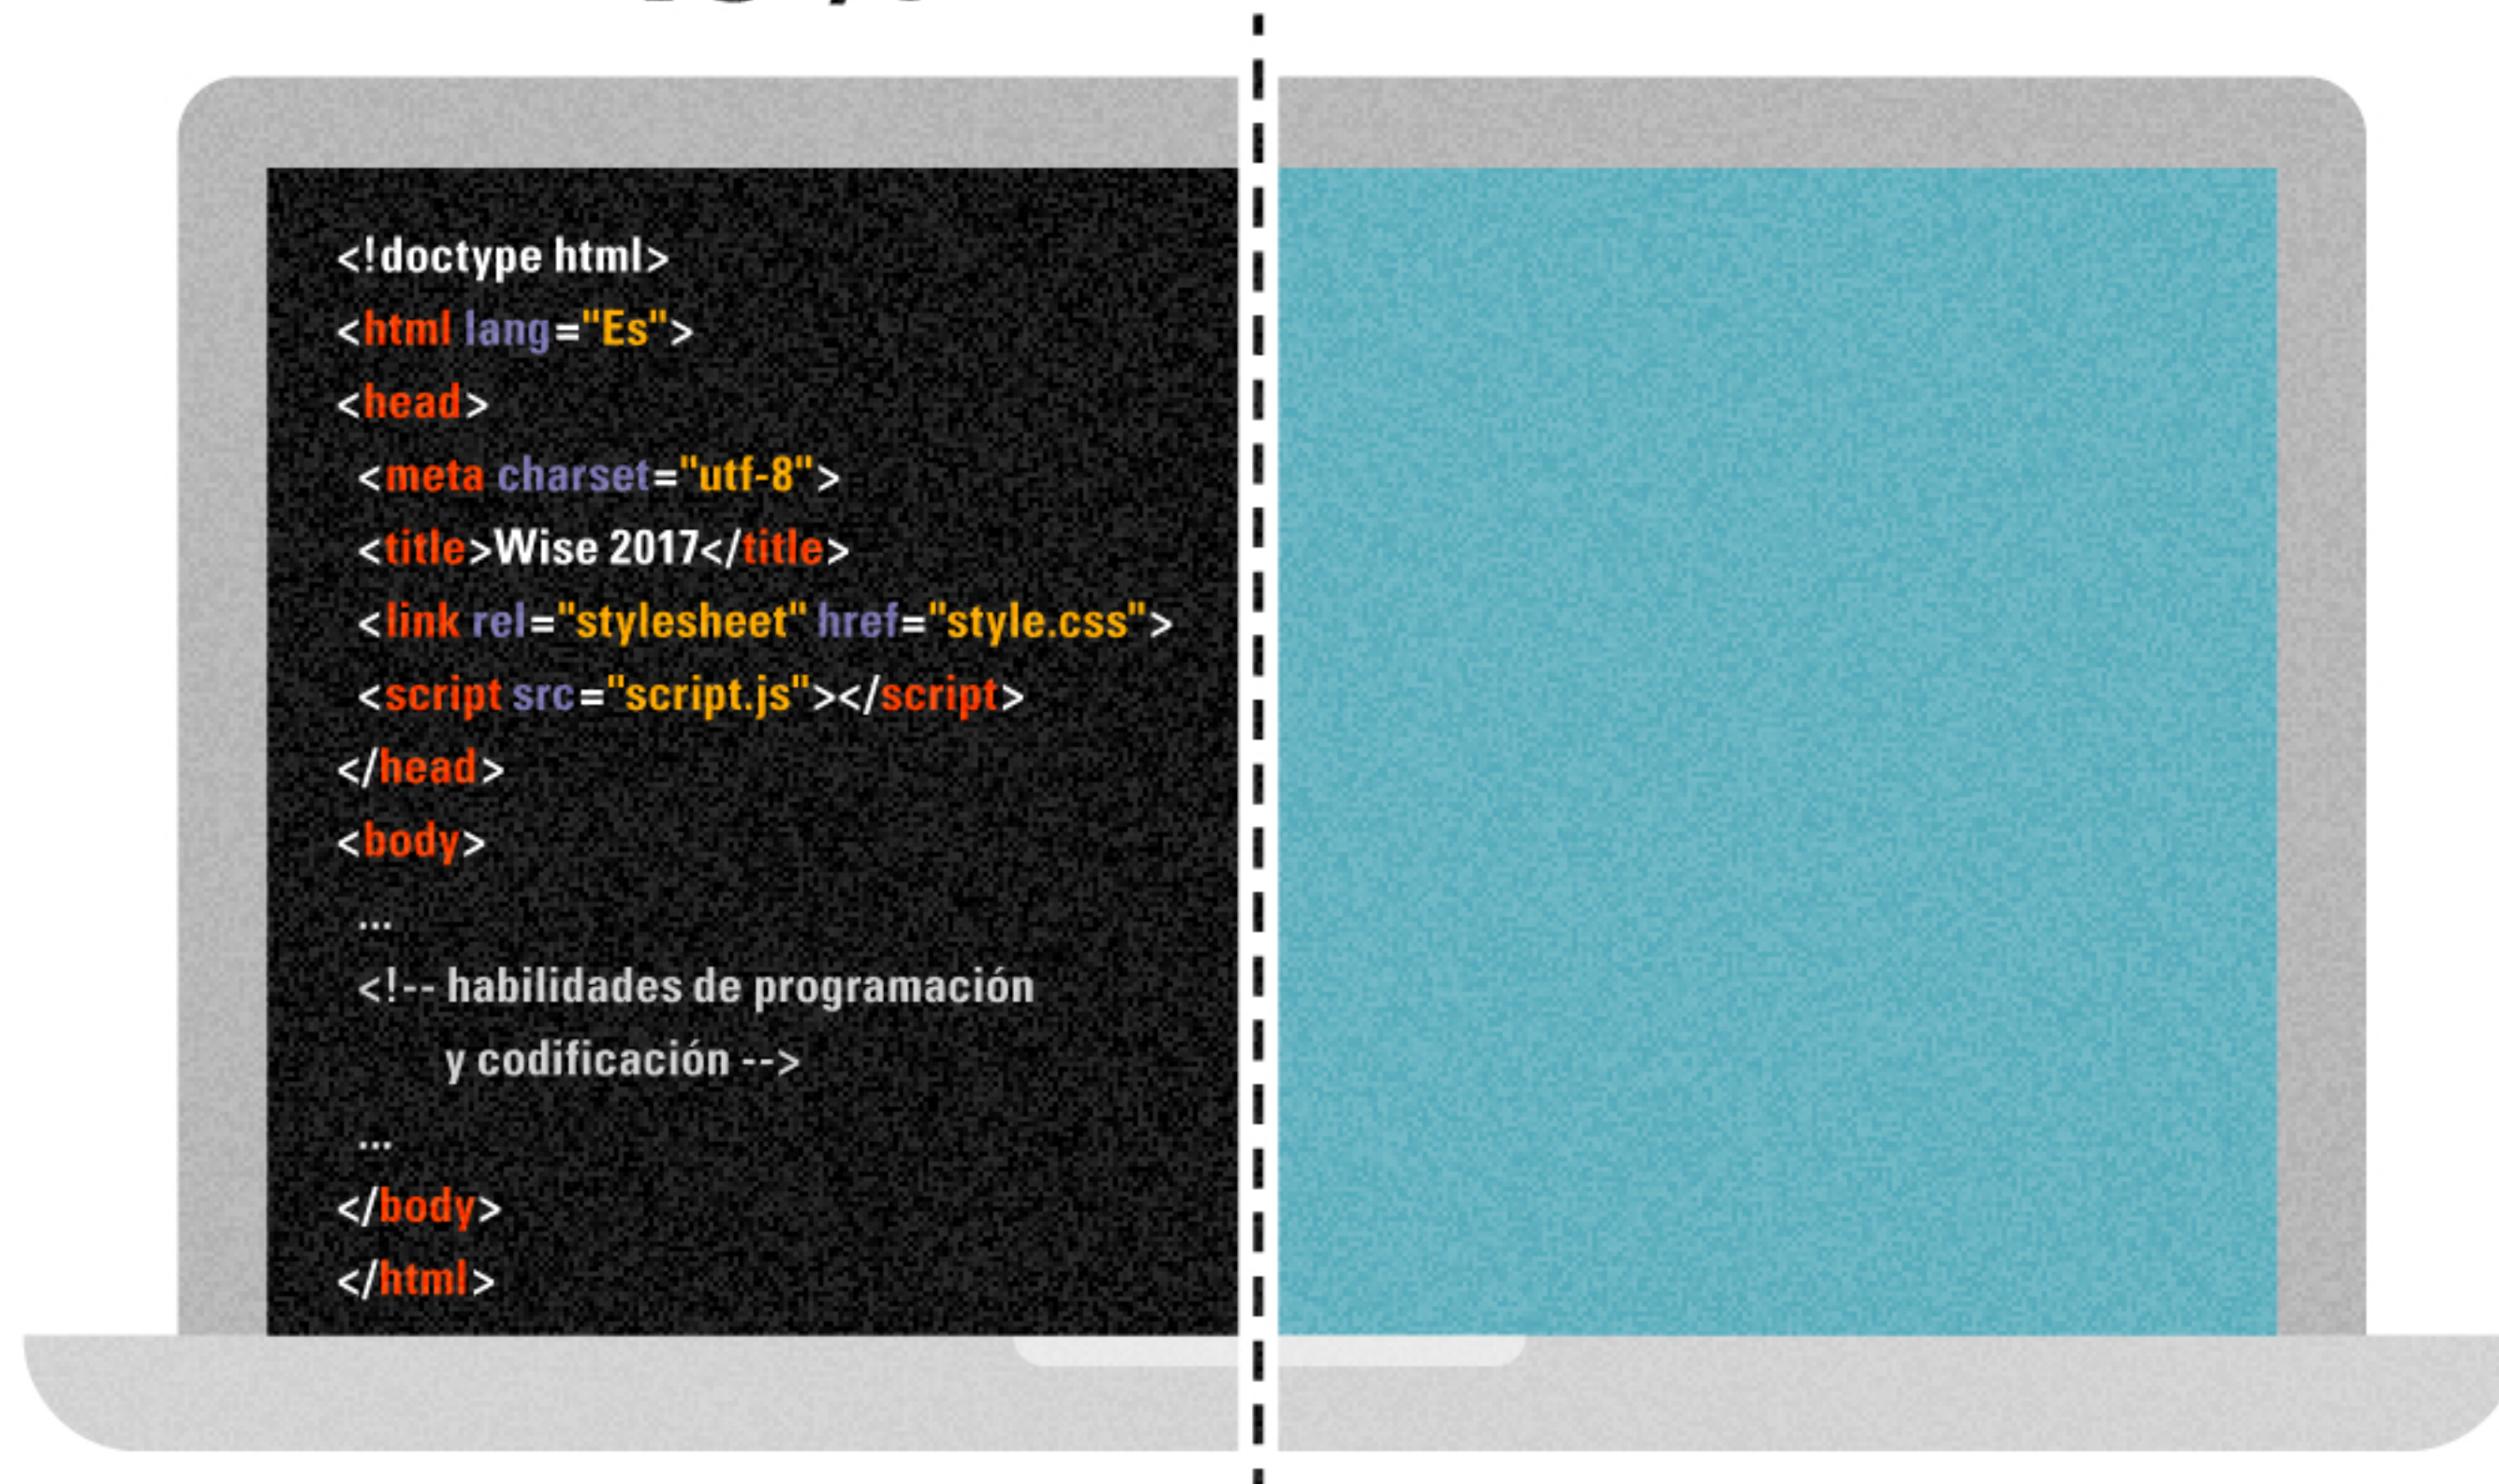 <!doctype html>
<html lang="Es">
<head>
<meta charset="utf-8">
<title>Wise 2017</title>
<link rel="stylesheet" href="style.css">
<script src="script.js"></script>
</head>
<body>
...
<!-- habilidades de programación
y codificación -->
...
</body>
</html>